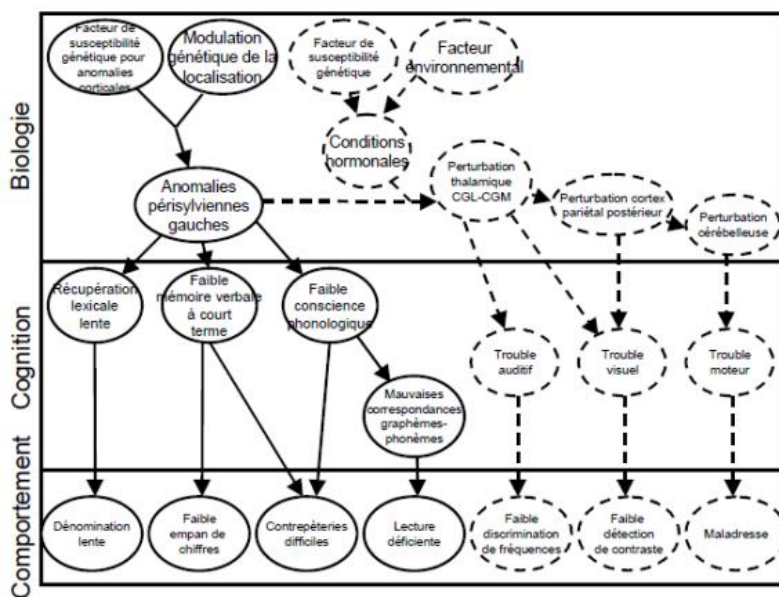 Biologie
Facteur de
susceptibilité
génétique pour
anomalies
corticales
Modulation
génétique de la
localisation
Facteur de
susceptibilité
génétique
Facteur
environnemental
Conditions
hormonales
Anomalies
périsylviennes
gauches
Perturbation
thalamique
CGL-CGM
Perturbation cortex
pariétal postérieur
Perturbation
cérébelleuse
Cognition
Récupération
lexicale
lente
Faible
mémoire verbale
à court
terme
Faible
conscience
phonologique
Mauvaises
correspondances
graphèmes-
phonèmes
Trouble
auditif
Trouble
visuel
Trouble
moteur
Comportement
Dénomination
lente
Faible
empan de
chiffres
Contrepèteries
difficiles
Lecture
déficiente
Faible
discrimination
de fréquences
Faible
détection
de contraste
Maladresse